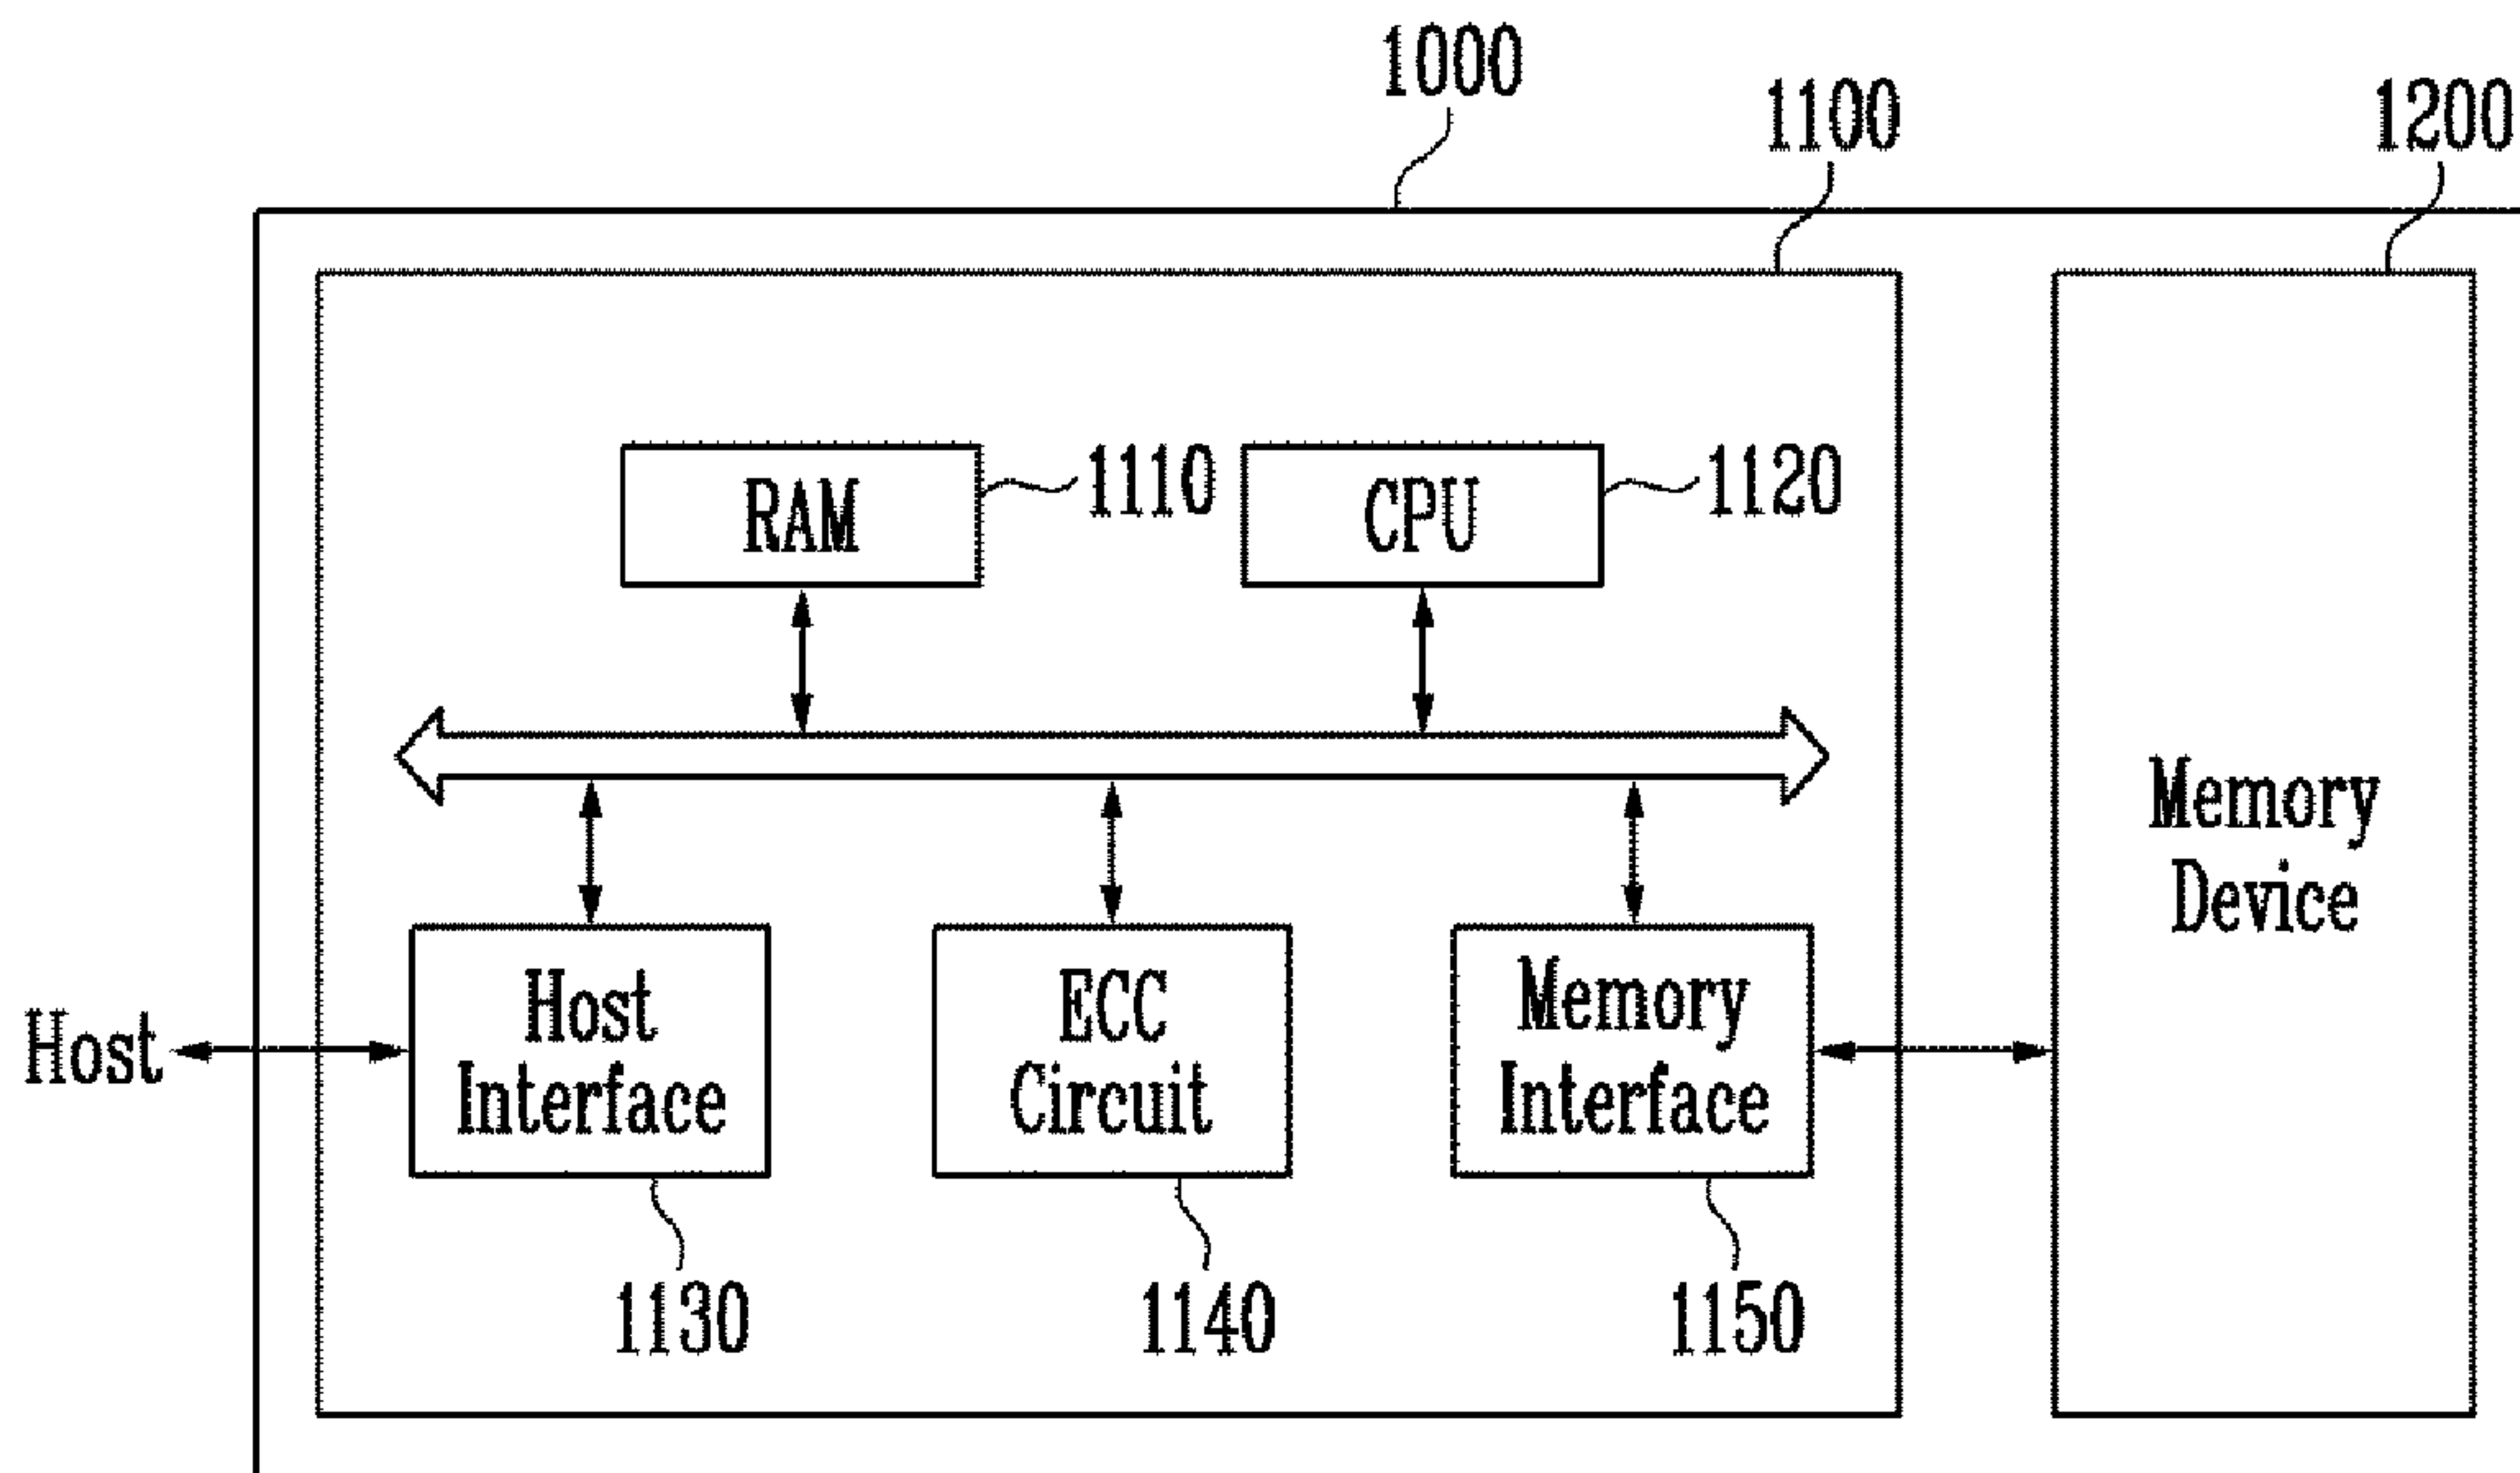 1000
1100
1200
RAM
1110
CPU
1120
Memory
Device
Host
Host
Interface
ECC
Circuit
Memory
Interface
1130
1140
1150